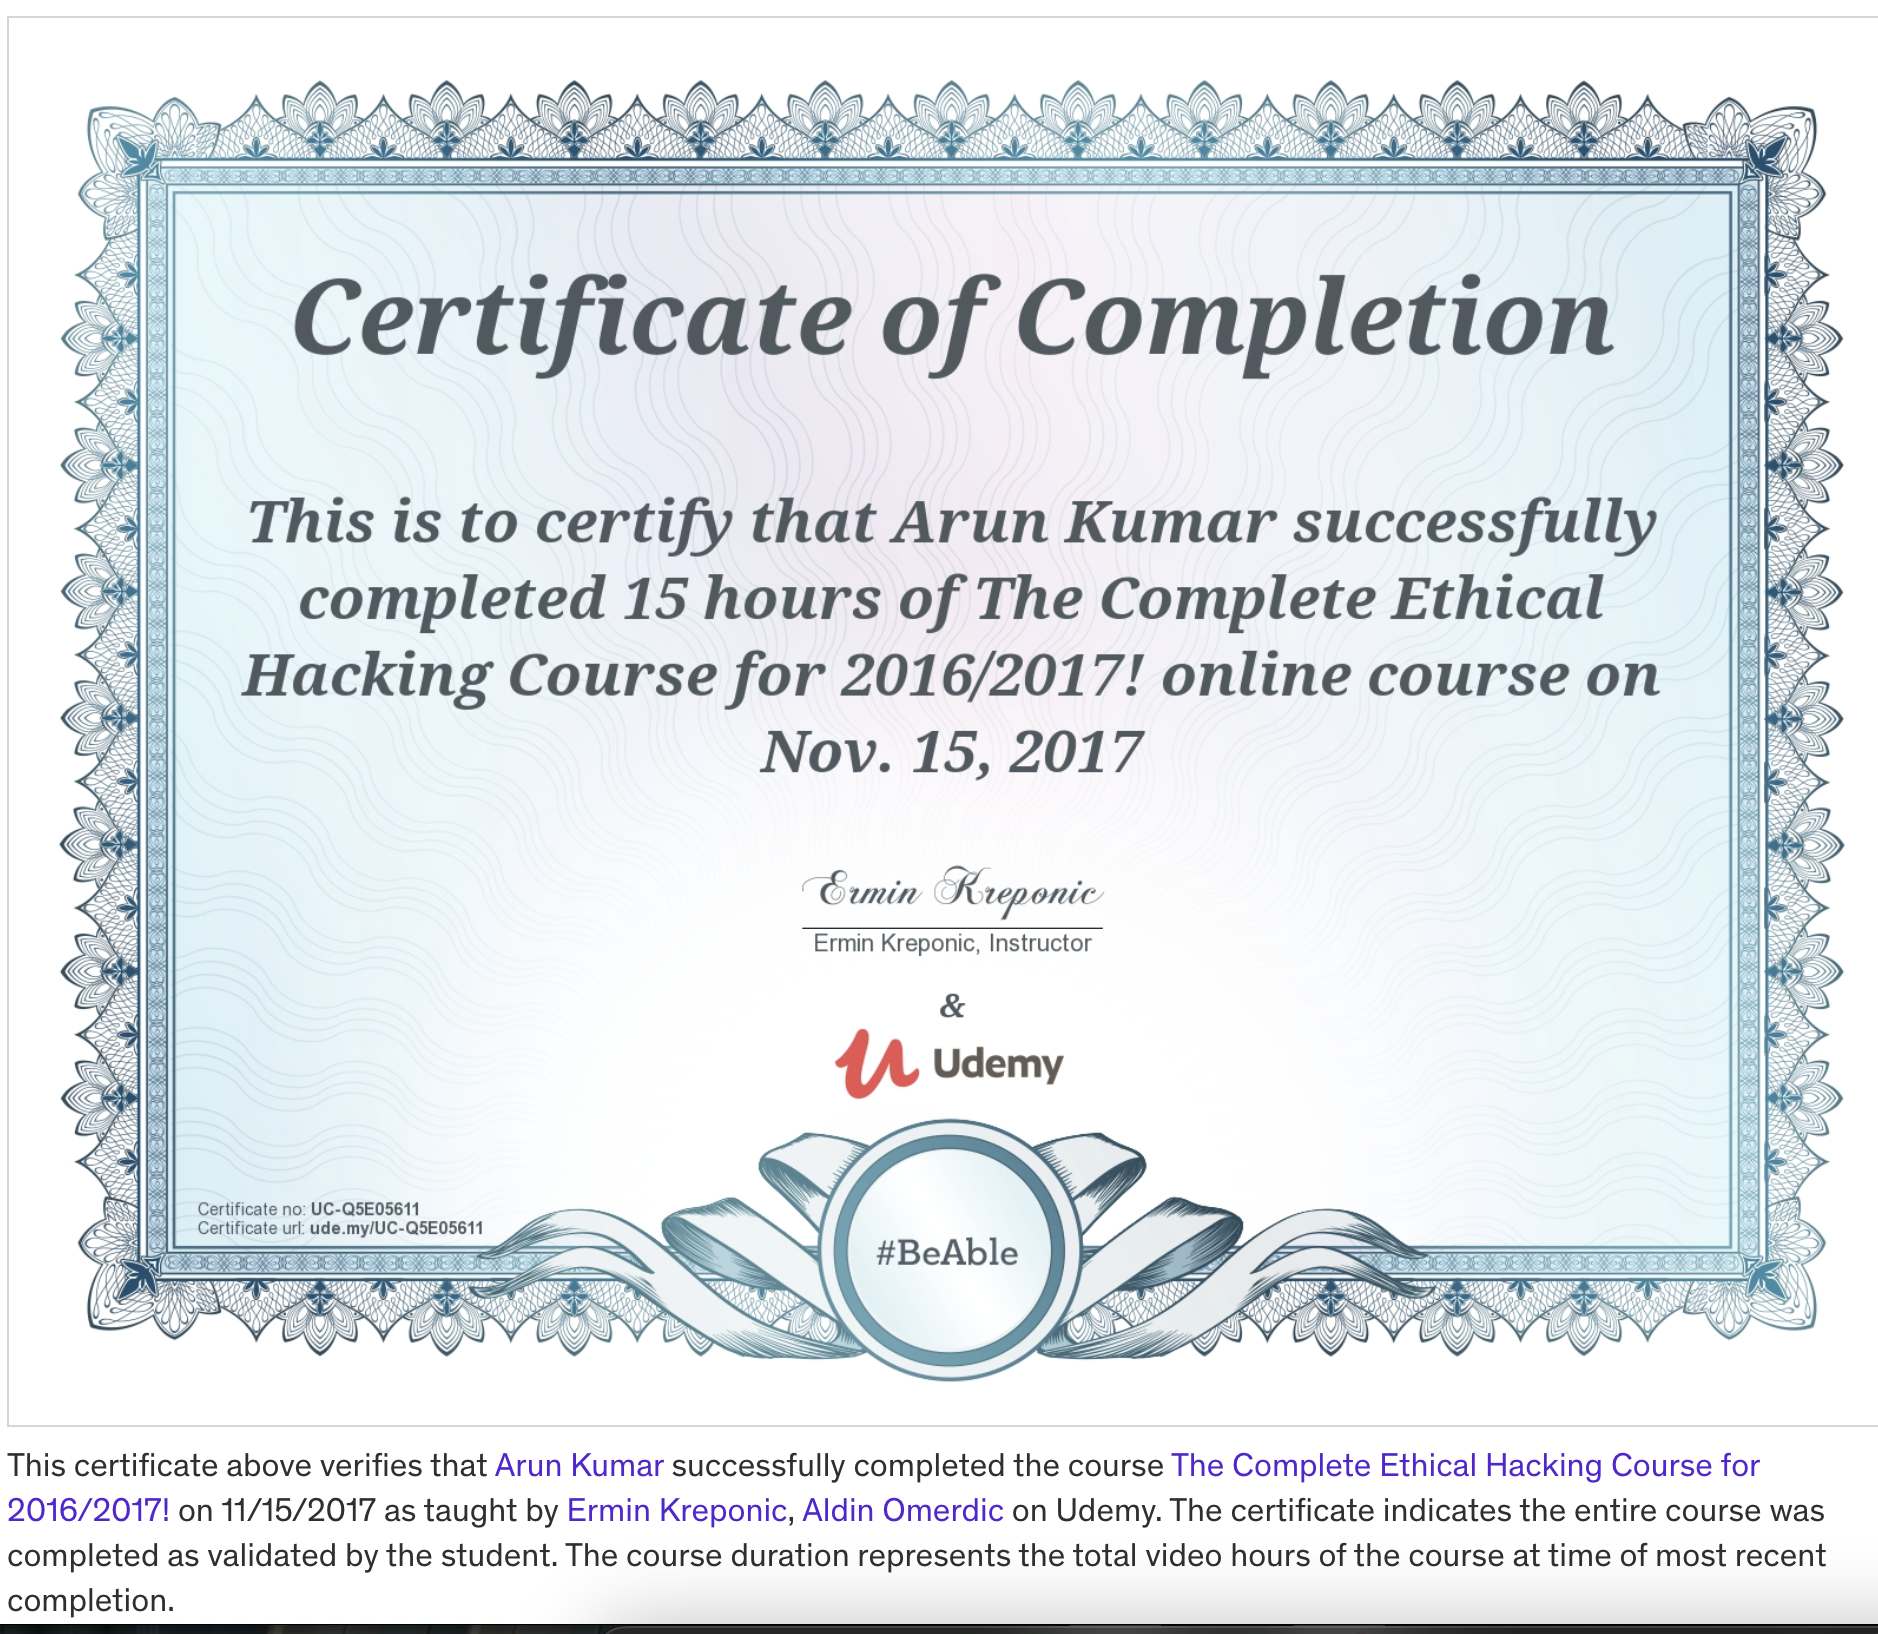 Certificate of Completion
This is to certify that Arun Kumar successfully
completed 15 hours of The Complete Ethical
Hacking Course for 2016/2017! online course on
Nov. 15, 2017
Ermin Kreponic
Ermin Kreponic, Instructor
&
Udemy
Certificate no: UC-Q5E05611
Certificate url: ude.my/UC-Q5E05611
#BeAble
This certificate above verifies that Arun Kumar successfully completed the course The Complete Ethical Hacking Course for
2016/2017! on 11/15/2017 as taught by Ermin Kreponic, Aldin Omerdic on Udemy. The certificate indicates the entire course was
completed as validated by the student. The course duration represents the total video hours of the course at time of most recent
completion.